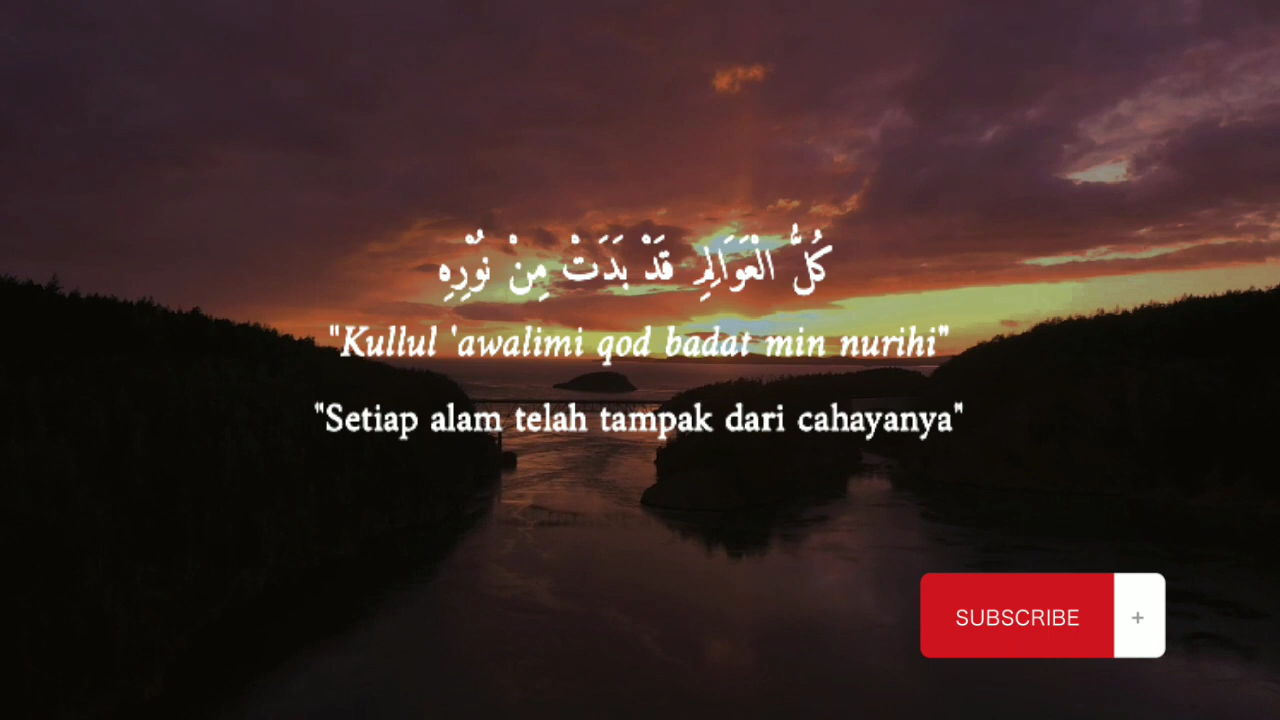 كُلُّ الْعَوَالِمِ قَدْ بَدَتْ مِنْ نُوْرِهِ
"Kullul 'awalimi qod badat min nurihi"
"Setiap alam telah tampak dari cahayanya"
SUBSCRIBE +